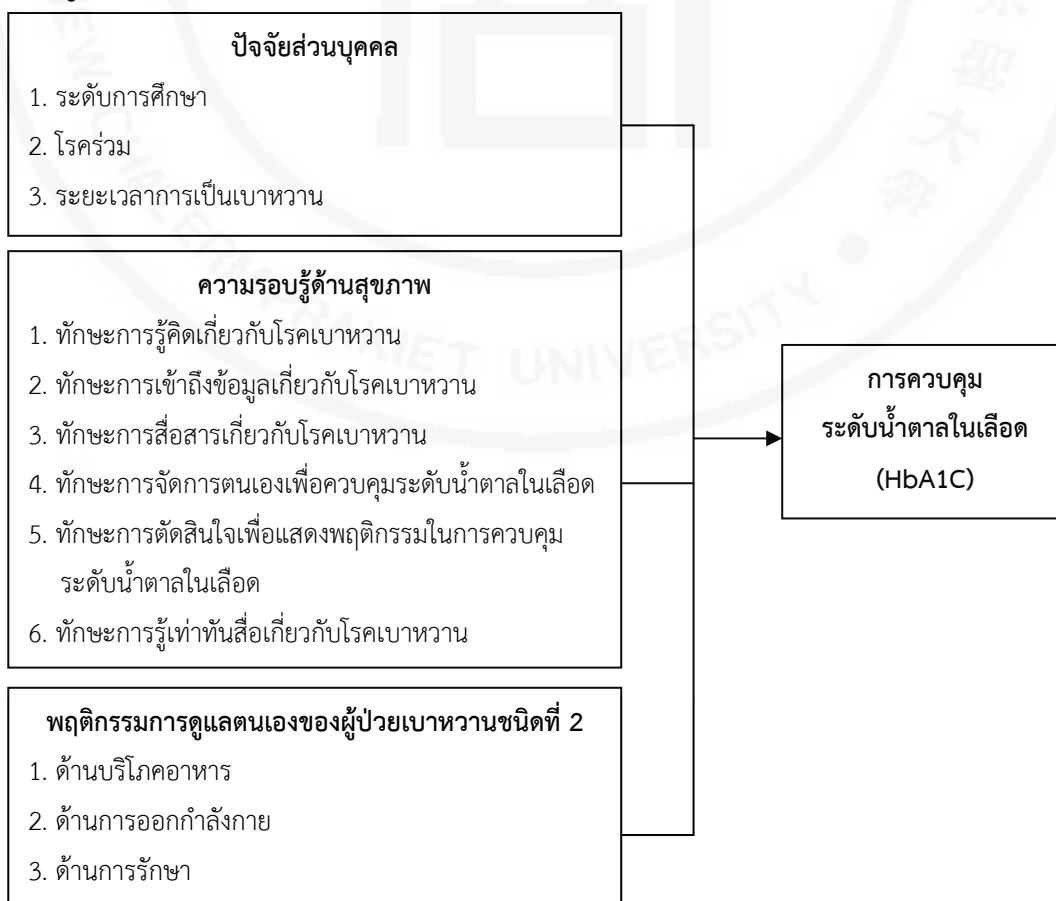 ปัจจัยส่วนบุคคล
1. ระดับการศึกษา
2. โรคร่วม
3. ระยะเวลาการเป็นเบาหวาน
ความรอบรู้ด้านสุขภาพ
1. ทักษะการรู้คิดเกี่ยวกับโรคเบาหวาน
2. ทักษะการเข้าถึงข้อมูลเกี่ยวกับโรคเบาหวาน
3. ทักษะการสื่อสารเกี่ยวกับโรคเบาหวาน
4. ทักษะการจัดการตนเองเพื่อควบคุมระดับน้ำตาลในเลือด
5. ทักษะการตัดสินใจเพื่อแสดงพฤติกรรมในการควบคุม
ระดับน้ำตาลในเลือด
6. ทักษะการรู้เท่าทันสื่อเกี่ยวกับโรคเบาหวาน
พฤติกรรมการดูแลตนเองของผู้ป่วยเบาหวานชนิดที่ 2
1. ด้านบริโภคอาหาร
2. ด้านการออกกำลังกาย
3. ด้านการรักษา
การควบคุม
ระดับน้ำตาลในเลือด
(HbA1C)
UNIVERSITY